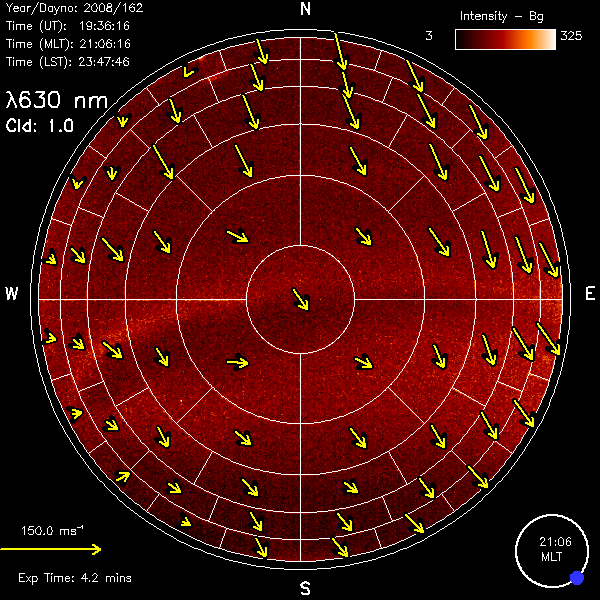 Year/Dayno: 2008/162
Time (UT): 19:36:16
Time (MLT): 21:06:16
Time (LST): 23:47:46
λ630 nm
Cld: 1.0
N
Intensity - Bg
3 325
W
E
150.0 ms⁻¹
Exp Time: 4.2 mins
S
21:06
MLT